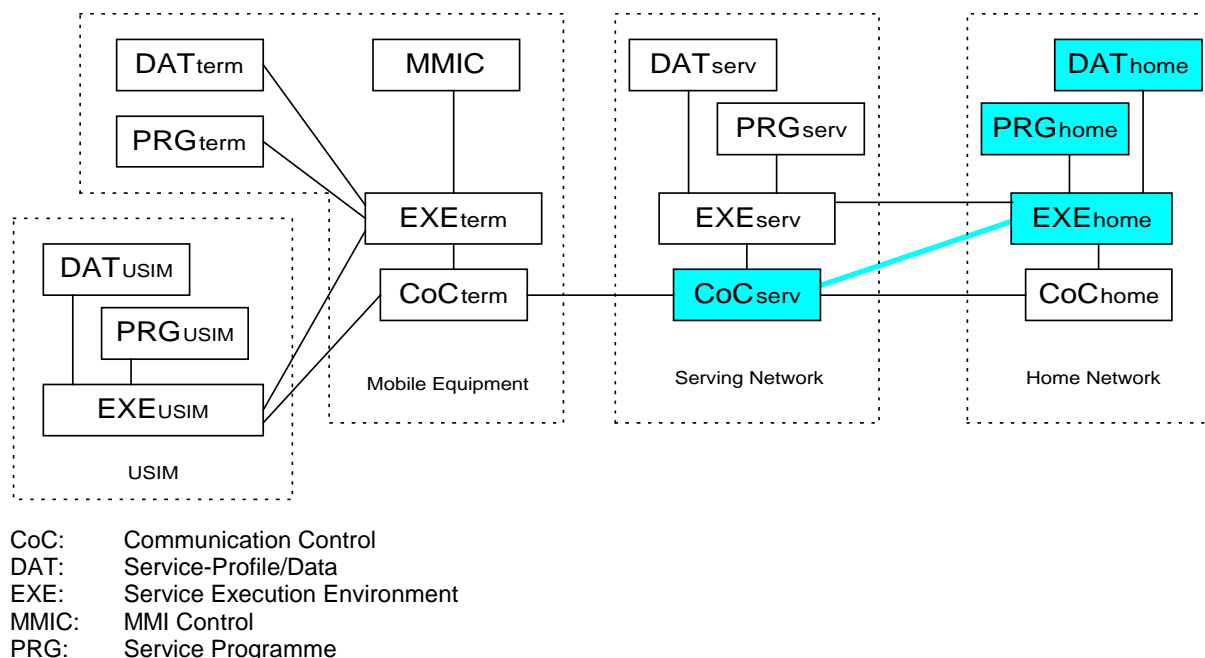 DATterm
MMIC
DATserv
DAThome
PRGterm
PRGserv
PRGhome
EXEterm
EXEserv
EXEhome
DATUSIM
CoCterm
CoCserv
CoChome
PRGUSIM
Mobile Equipment
Serving Network
Home Network
EXEUSIM
USIM
CoC: Communication Control
DAT: Service-Profile/Data
EXE: Service Execution Environment
MMIC: MMI Control
PRG: Service Programme